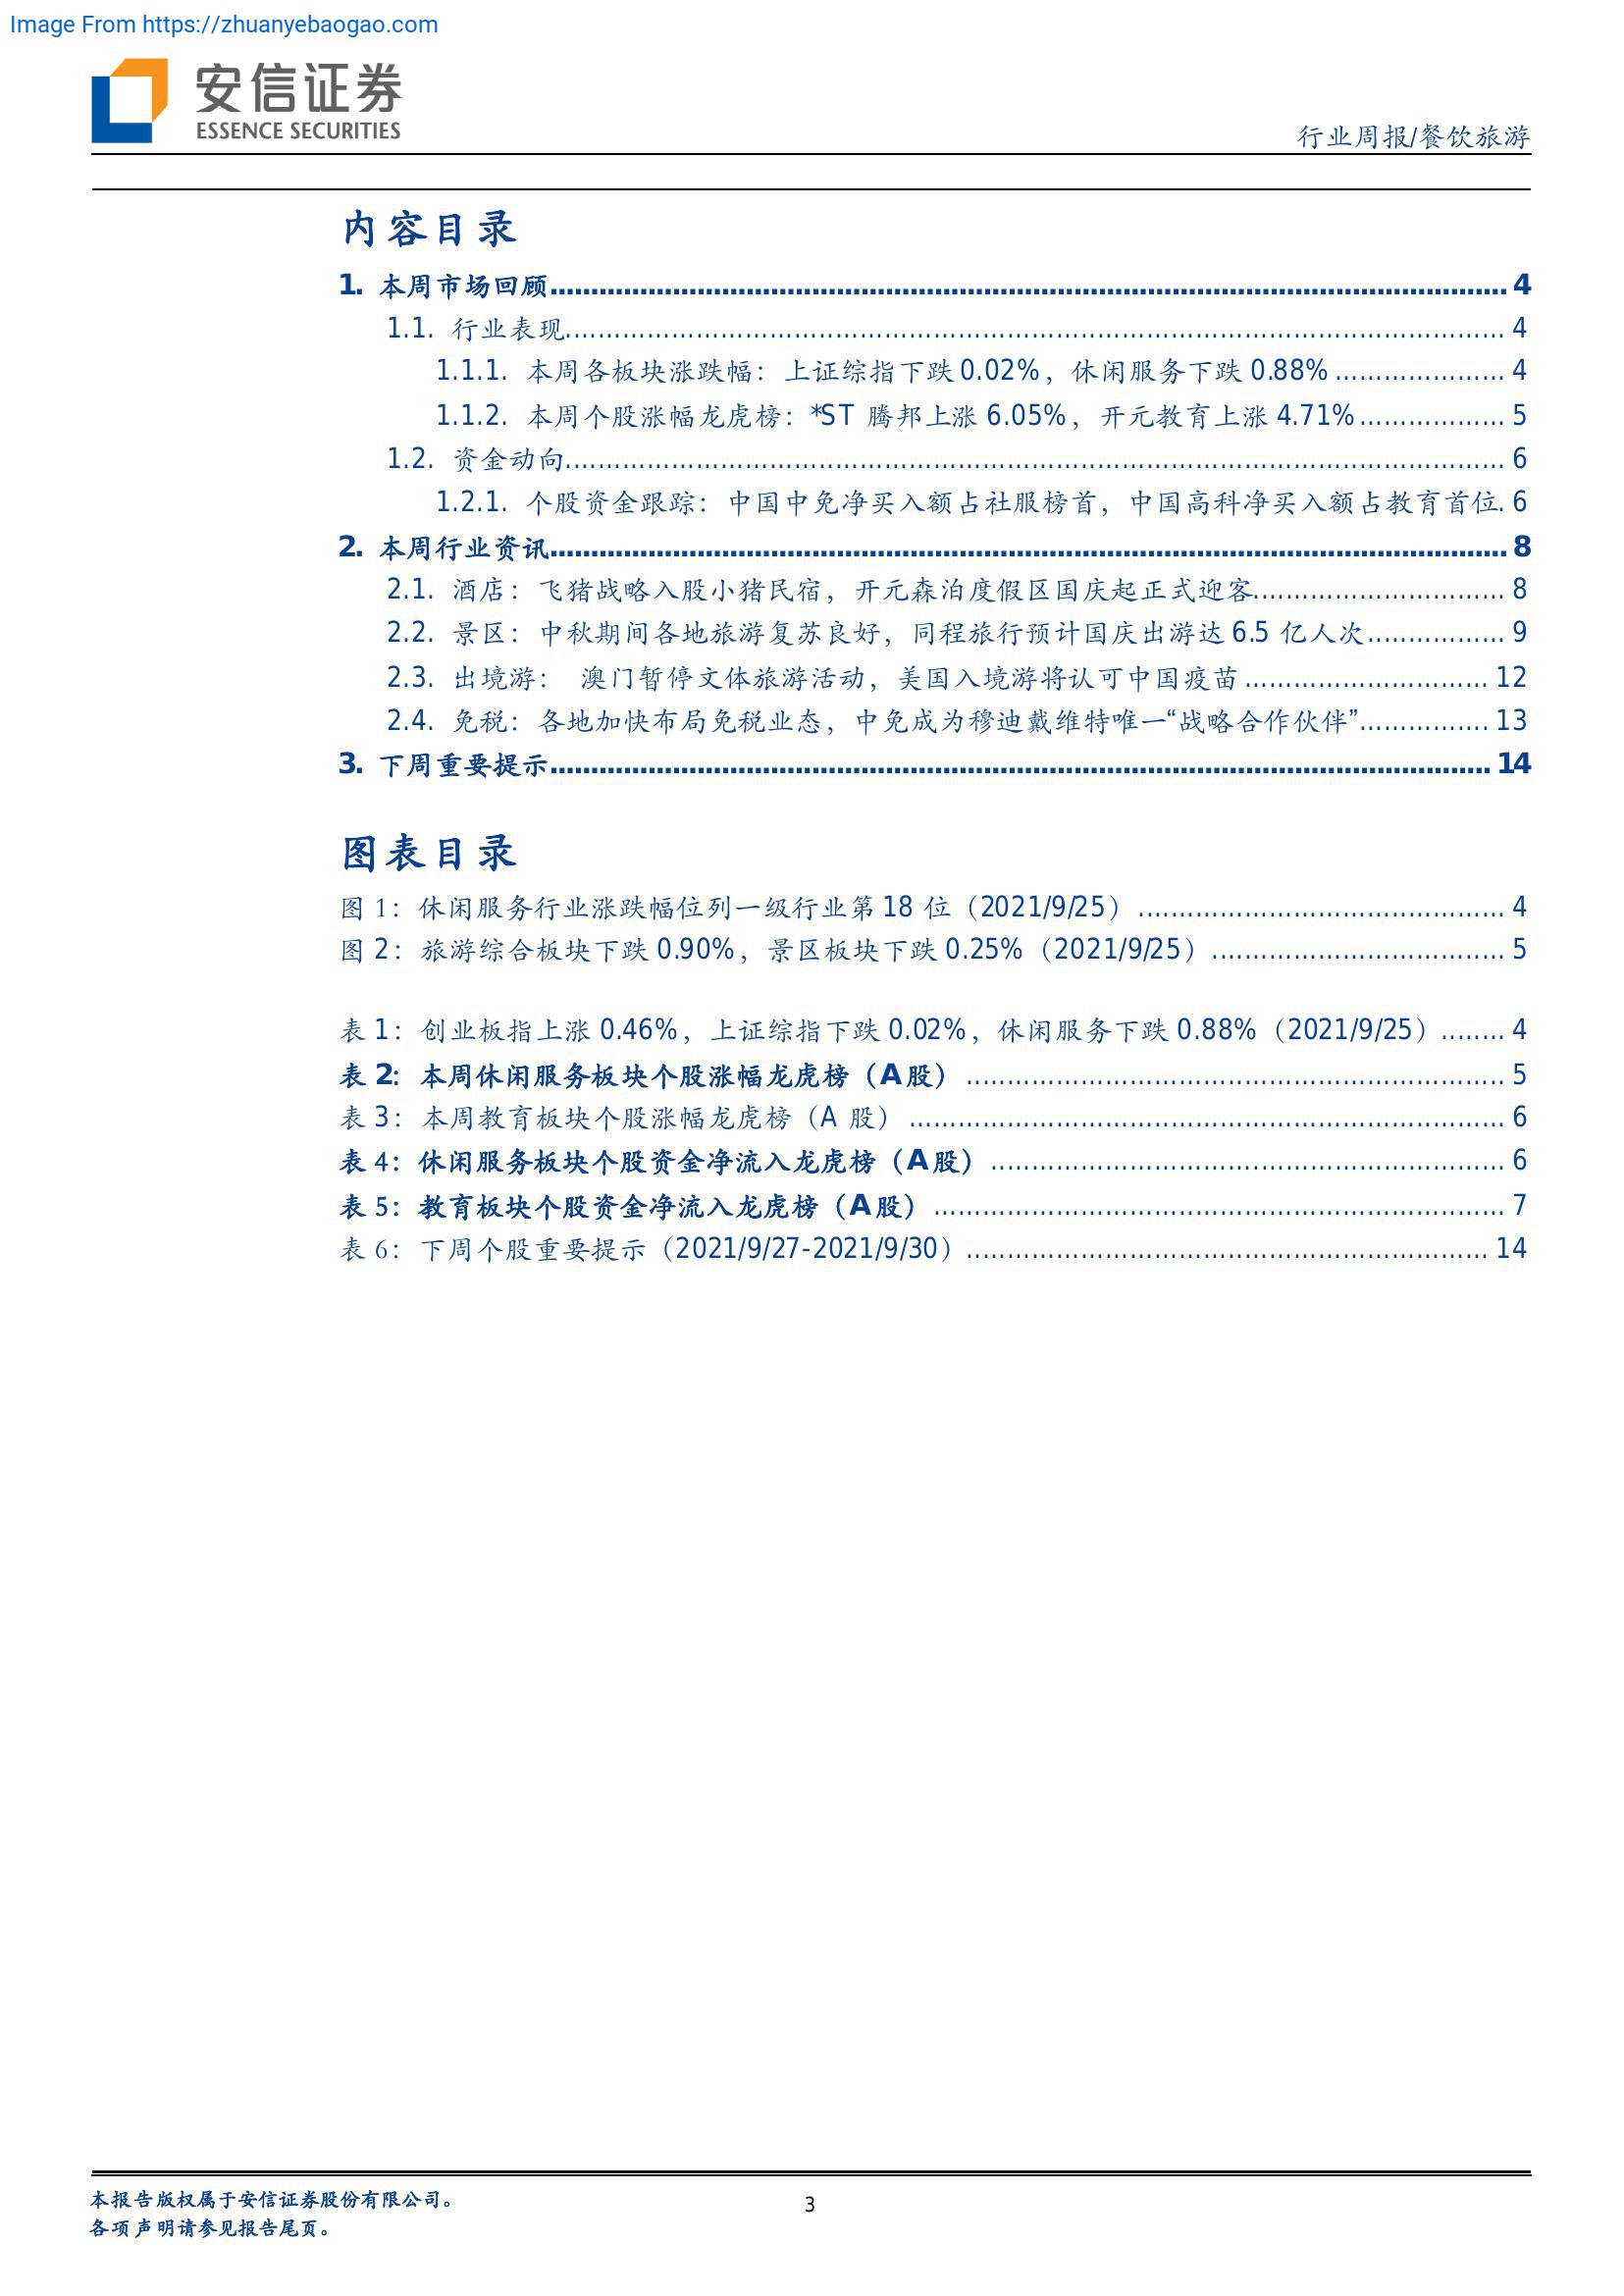 Image From https://zhuanyebaogao.com
安信证券
ESSENCE SECURITIES
行业周报/餐饮旅游
内容目录
1. 本周市场回顾 4
1.1. 行业表现 4
1.1.1. 本周各板块涨跌幅：上证综指下跌 0.02%，休闲服务下跌 0.88% 4
1.1.2. 本周个股涨幅龙虎榜：*ST 腾邦上涨 6.05%，开元教育上涨 4.71% 5
1.2. 资金动向 6
1.2.1. 个股资金跟踪：中国中免净买入额占社服榜首，中国高科净买入额占教育首位 6
2. 本周行业资讯 8
2.1. 酒店：飞猪战略入股小猪民宿，开元森泊度假区国庆起正式迎客 8
2.2. 景区：中秋期间各地旅游复苏良好，同程旅行预计国庆出游达 6.5 亿人次 9
2.3. 出境游： 澳门暂停文体旅游活动，美国入境游将认可中国疫苗 12
2.4. 免税：各地加快布局免税业态，中免成为穆迪戴维特唯一“战略合作伙伴” 13
3. 下周重要提示 14
图表目录
图 1：休闲服务行业涨跌幅位列一级行业第 18 位（2021/9/25） 4
图 2：旅游综合板块下跌 0.90%，景区板块下跌 0.25%（2021/9/25） 5
表 1：创业板指上涨 0.46%，上证综指下跌 0.02%，休闲服务下跌 0.88%（2021/9/25） 4
表 2：本周休闲服务板块个股涨幅龙虎榜（A 股） 5
表 3：本周教育板块个股涨幅龙虎榜（A 股） 6
表 4：休闲服务板块个股资金净流入龙虎榜（A 股） 6
表 5：教育板块个股资金净流入龙虎榜（A 股） 7
表 6：下周个股重要提示（2021/9/27-2021/9/30） 14
本报告版权属于安信证券股份有限公司。
3
各项声明请参见报告尾页。